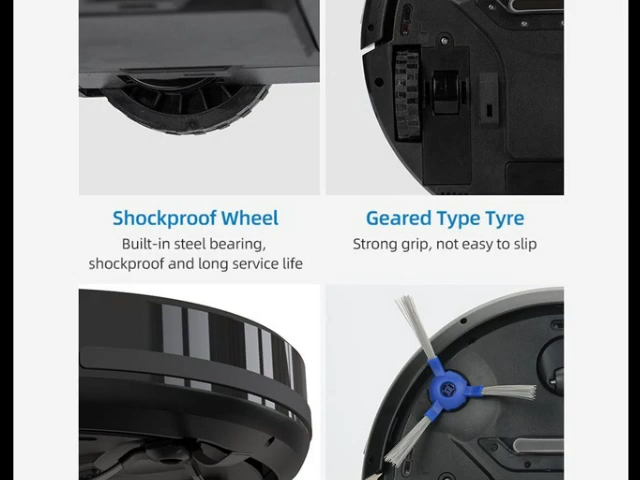 Shockproof Wheel
Built-in steel bearing,
shockproof and long service life
Geared Type Tyre
Strong grip, not easy to slip